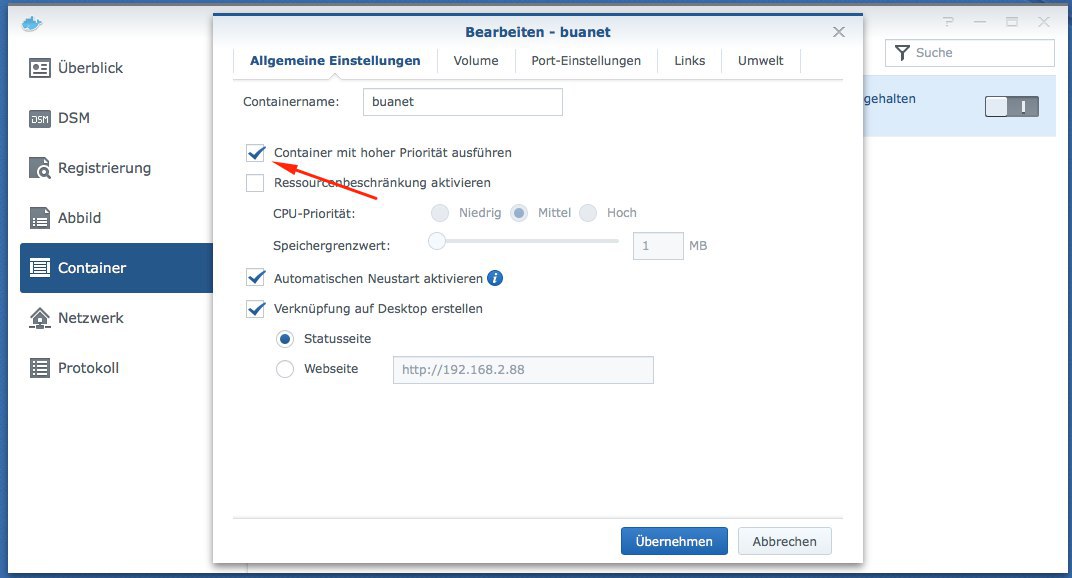 Überblick
DSM DSM
Registrierung
Abbild
Container
Netzwerk
Protokoll
Bearbeiten - buanet
Allgemeine Einstellungen Volume Port-Einstellungen Links Umwelt
Containername: buanet
Container mit hoher Priorität ausführen
Ressourcenbeschränkung aktivieren
CPU-Priorität: Niedrig Mittel Hoch
Speichergrenzwert: 1 MB
Automatischen Neustart aktivieren
Verknüpfung auf Desktop erstellen
Statusseite
Webseite http://192.168.2.88
Übernehmen Abbrechen
Suche
gehalten